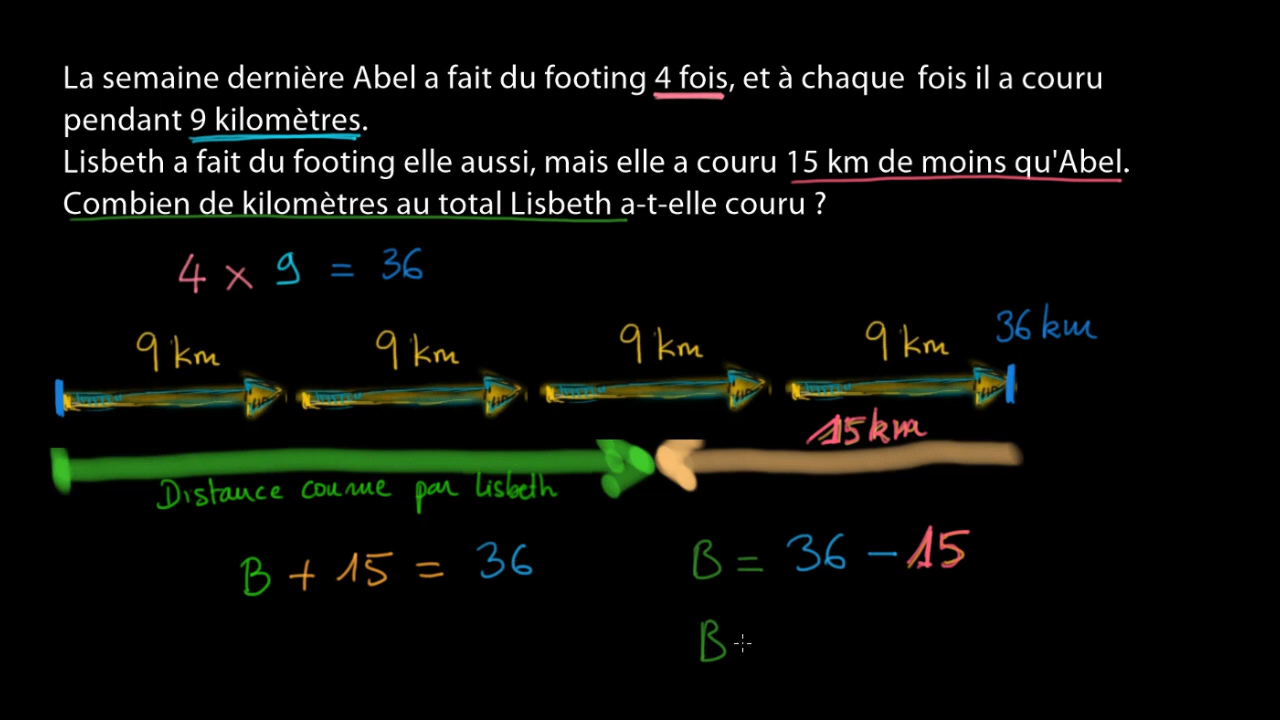 La semaine dernière Abel a fait du footing 4 fois, et à chaque fois il a couru
pendant 9 kilomètres.
Lisbeth a fait du footing elle aussi, mais elle a couru 15 km de moins qu'Abel.
Combien de kilomètres au total Lisbeth a-t-elle couru ?
4 x 9 = 36
9 km 9 km 9 km 9 km 36 km
15 km
Distance courue par Lisbeth
B + 15 = 36 B = 36 - 15
B